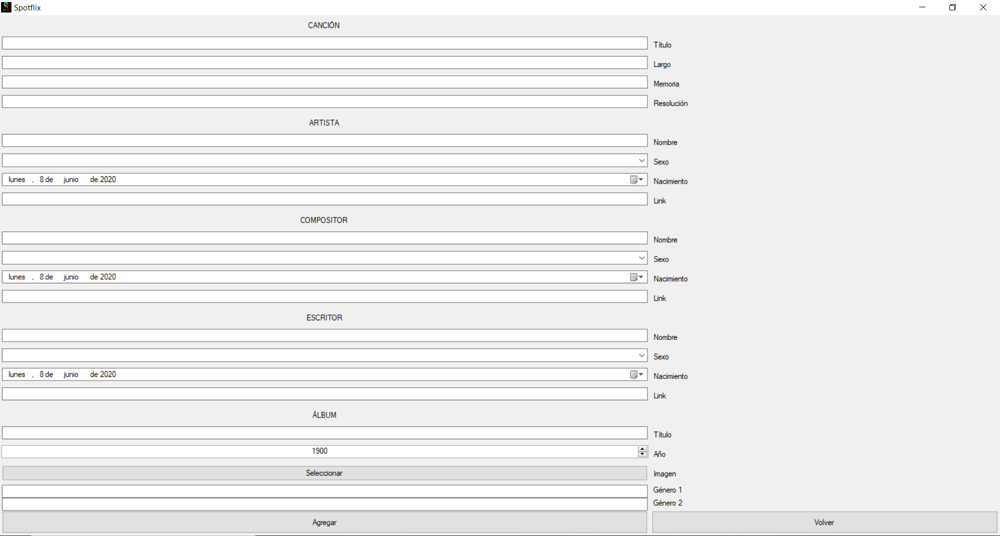 Spotflix
CANCIÓN
Título
Largo
Memoria
Resolución
ARTISTA
Nombre
Sexo
lunes , 8 de junio de 2020 Nacimiento
Link
COMPOSITOR
Nombre
Sexo
lunes , 8 de junio de 2020 Nacimiento
Link
ESCRITOR
Nombre
Sexo
lunes , 8 de junio de 2020 Nacimiento
Link
ÁLBUM
Título
1900 Año
Seleccionar Imagen
Género 1
Género 2
Agregar Volver